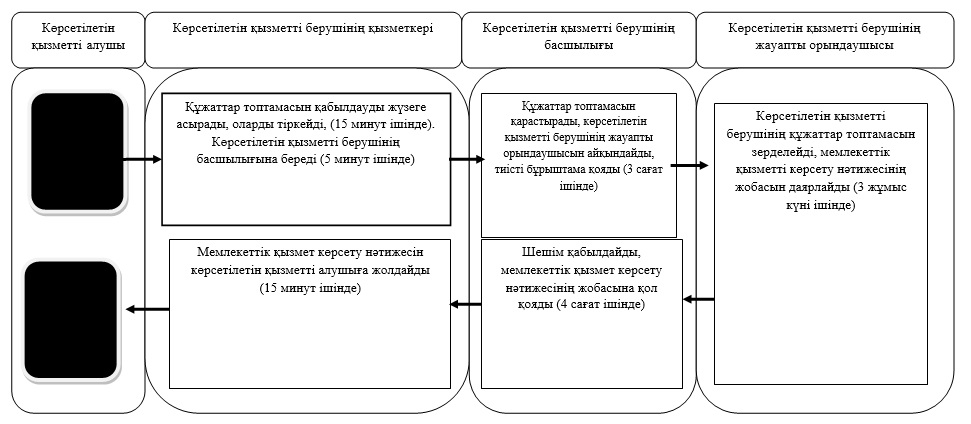 Көрсетілетін
қызметті алушы
Көрсетілетін қызметті берушінің қызметкері
Көрсетілетін қызметті берушінің
басшылығы
Көрсетілетін қызметті берушінің
жауапты орындаушысы
Құжаттар топтамасын қабылдауды жүзеге
асырады, оларды тіркейді, (15 минут ішінде).
Көрсетілетін қызметті берушінің
басшылығына береді (5 минут ішінде)
Құжаттар топтамасын
қарастырады, көрсетілетін
қызметті берушінің жауапты
орындаушысын айқындайды,
тиісті бұрыштама қояды (3 сағат
ішінде)
Көрсетілетін қызметті
берушінің құжаттар топтамасын
зерделейді, мемлекеттік
қызметті көрсету нәтижесінің
жобасын даярлайды (3 жұмыс
күні ішінде)
Мемлекеттік қызмет көрсету нәтижесін
көрсетілетін қызметті алушыға жолдайды
(15 минут ішінде)
Шешім қабылдайды,
мемлекеттік қызмет көрсету
нәтижесінің жобасына қол
қояды (4 сағат ішінде)